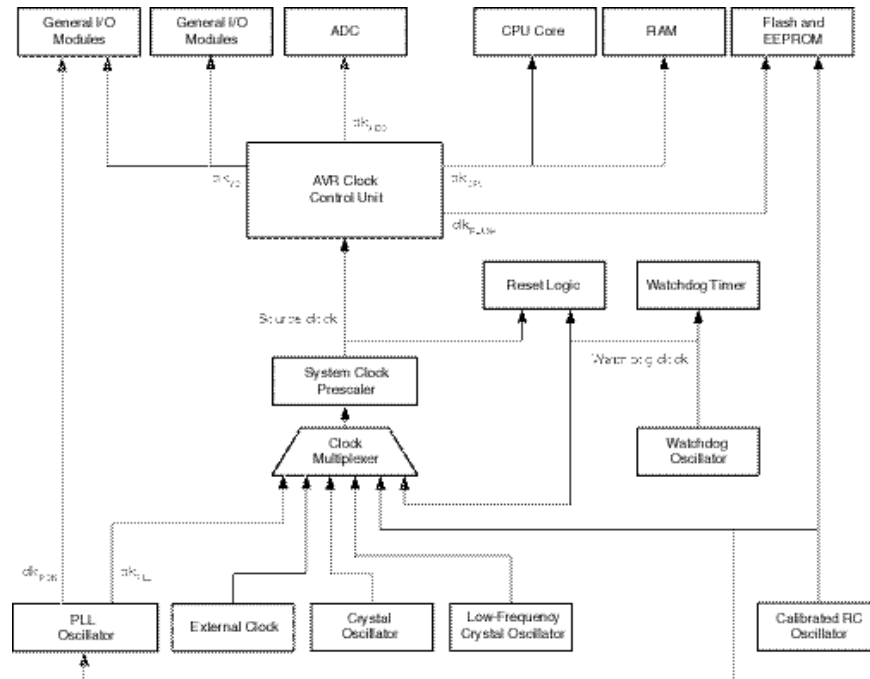 General I/O
Modules
General I/O
Modules
ADC
CPU Core
RAM
Flash and
EEPROM
AVR Clock
Control Unit
Reset Logic
Watchdog Timer
Source clock
Watchdog clock
System Clock
Prescaler
Clock
Multiplexer
Watchdog
Oscillator
PLL
Oscillator
External Clock
Crystal
Oscillator
Low-Frequency
Crystal Oscillator
Calibrated RC
Oscillator